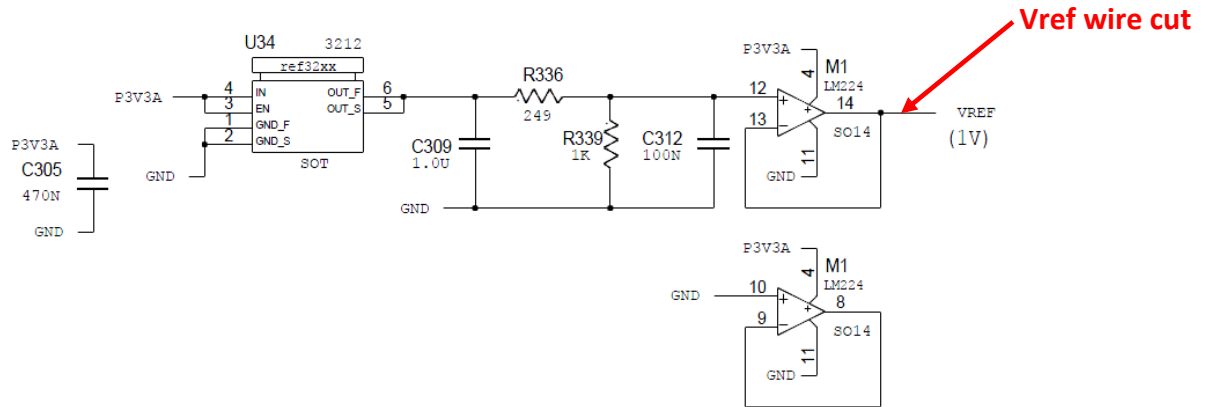 Vref wire cut
U34 3212
ref32xx
P3V3A
4 IN OUT_F 6
3 EN OUT_S 5
1 GND_F
2 GND_S
SOT
GND
P3V3A
C305
470N
GND
R336
249
R339
1K
C309
1.0U
C312
100N
GND
P3V3A
4
M1
LM224
12 +
13 −
+
14
SO14
11
GND
VREF
(1V)
P3V3A
4
M1
LM224
GND
10 +
9 −
+
8
SO14
11
GND